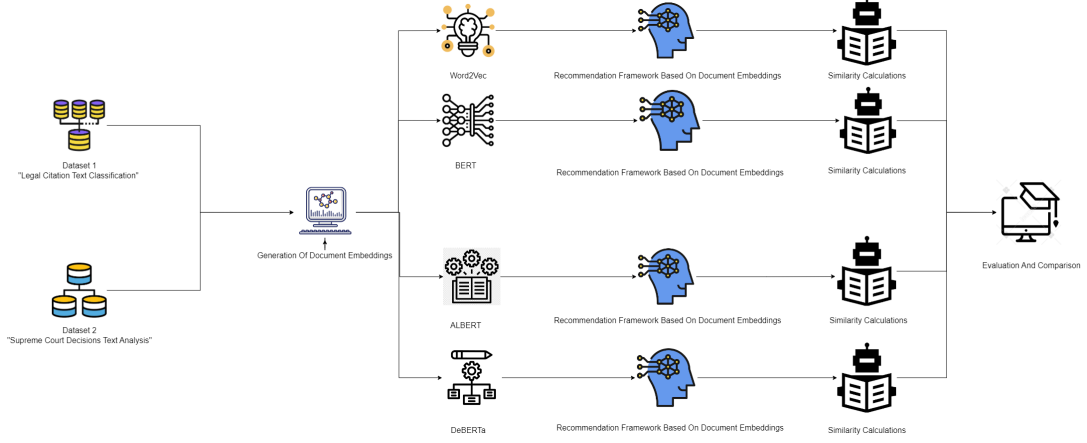 Word2Vec
Recommendation Framework Based On Document Embeddings
Similarity Calculations
Dataset 1
"Legal Citation Text Classification"
BERT
Recommendation Framework Based On Document Embeddings
Similarity Calculations
Generation Of Document Embeddings
Evaluation And Comparison
Dataset 2
"Supreme Court Decisions Text Analysis"
ALBERT
Recommendation Framework Based On Document Embeddings
Similarity Calculations
DeBERTa
Recommendation Framework Based On Document Embeddings
Similarity Calculations